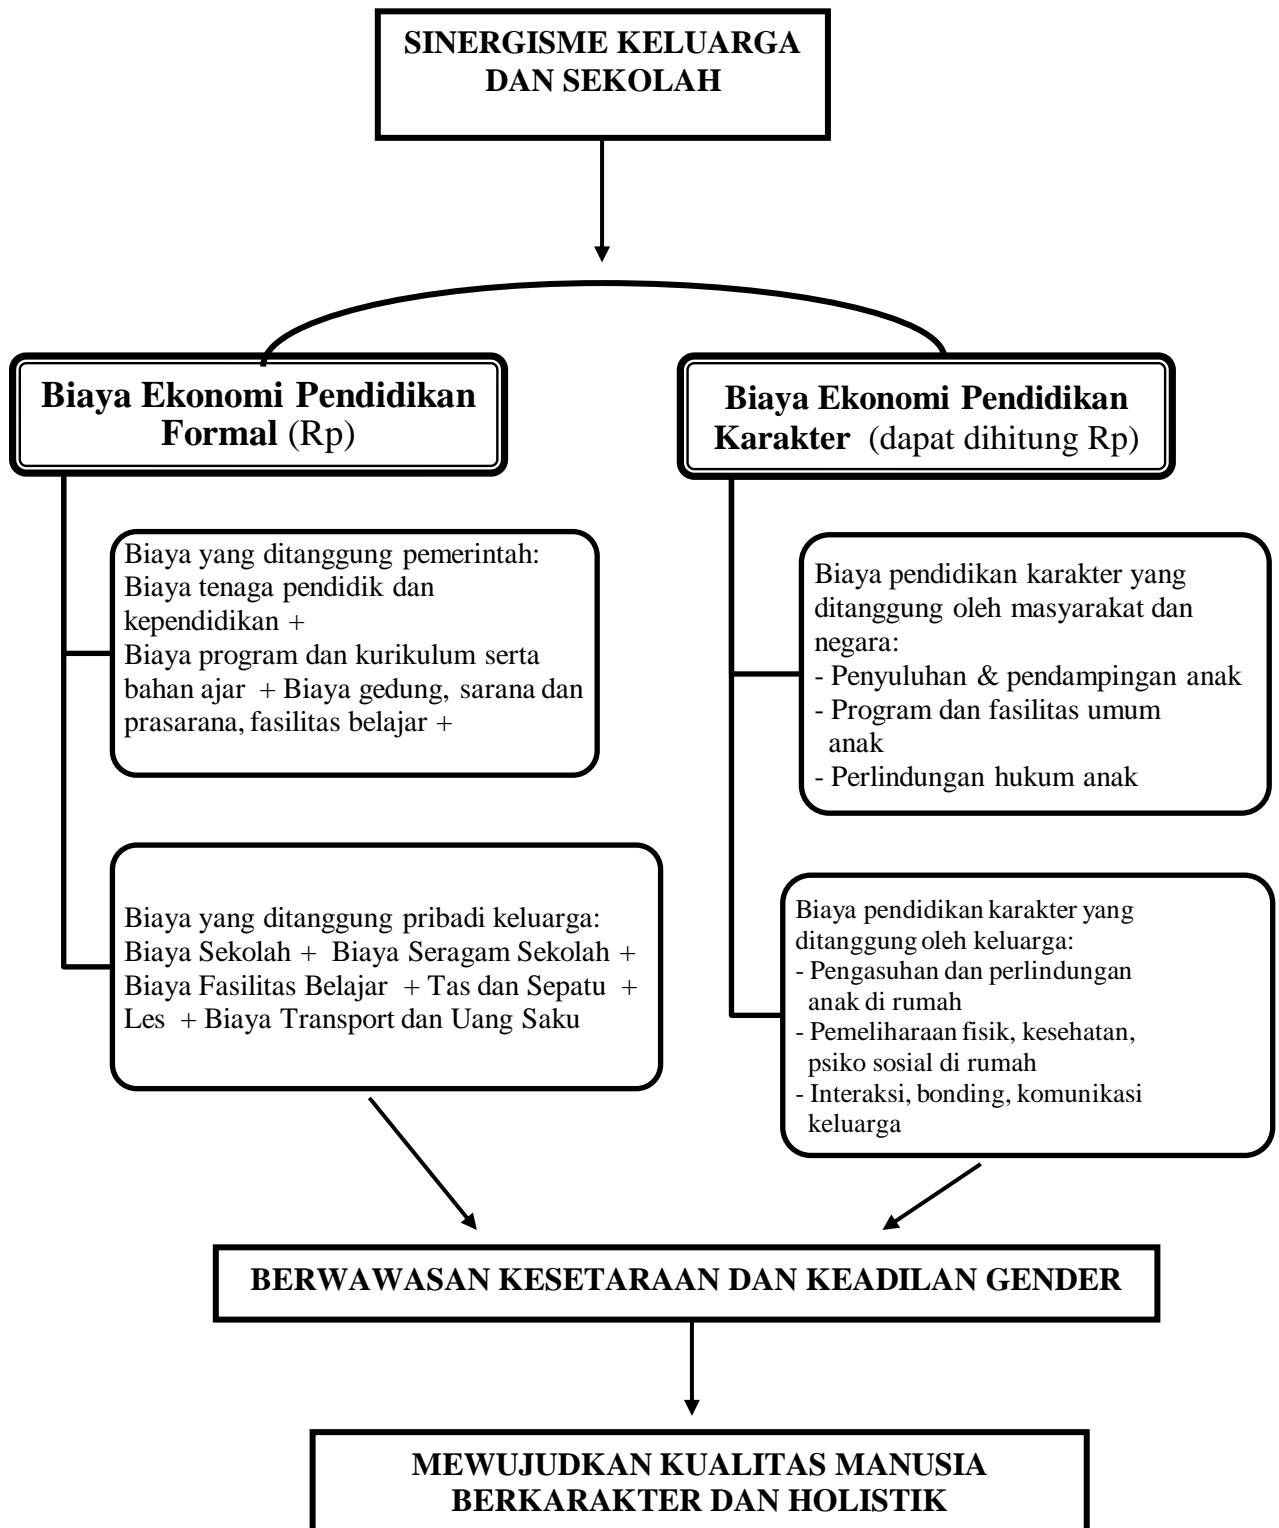 SINERGISME KELUARGA
DAN SEKOLAH
Biaya Ekonomi Pendidikan
Formal (Rp)
Biaya yang ditanggung pemerintah:
Biaya tenaga pendidik dan
kependidikan +
Biaya program dan kurikulum serta
bahan ajar + Biaya gedung, sarana dan
prasarana, fasilitas belajar +
Biaya yang ditanggung pribadi keluarga:
Biaya Sekolah + Biaya Seragam Sekolah +
Biaya Fasilitas Belajar + Tas dan Sepatu +
Les + Biaya Transport dan Uang Saku
Biaya Ekonomi Pendidikan
Karakter (dapat dihitung Rp)
Biaya pendidikan karakter yang
ditanggung oleh masyarakat dan
negara:
- Penyuluhan & pendampingan anak
- Program dan fasilitas umum
anak
- Perlindungan hukum anak
Biaya pendidikan karakter yang
ditanggung oleh keluarga:
- Pengasuhan dan perlindungan
anak di rumah
- Pemeliharaan fisik, kesehatan,
psiko sosial di rumah
- Interaksi, bonding, komunikasi
keluarga
BERWAWASAN KESETARAAN DAN KEADILAN GENDER
MEWUJUDKAN KUALITAS MANUSIA
BERKARAKTER DAN HOLISTIK